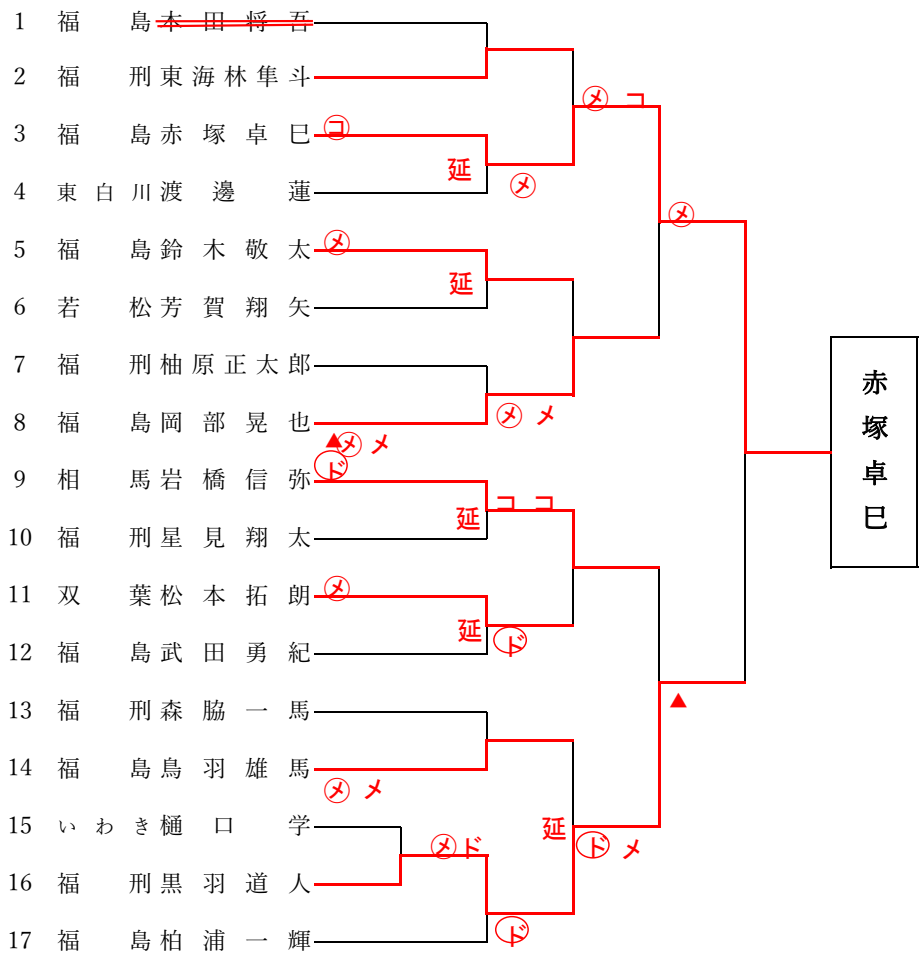 1 福島 本田将吾
2 福刑 東海林隼斗
メ コ
3 福島 赤塚卓巳 コ
延 メ
4 東白川 渡邊蓮
メ
5 福島 鈴木敬太 メ
延
6 若松 芳賀翔矢
7 福刑 柚原正太郎
赤塚卓巳
8 福島 岡部晃也
メ メ
▲メ メ
ド
9 相馬 岩橋信弥
延 コ コ
10 福刑 星見翔太
11 双葉 松本拓朗 メ
延 ド
12 福島 武田勇紀
13 福刑 森脇一馬
▲
14 福島 鳥羽雄馬
メ メ
15 いわき 樋口学
延 ド メ
メ ド
16 福刑 黒羽道人
ド
17 福島 柏浦一輝